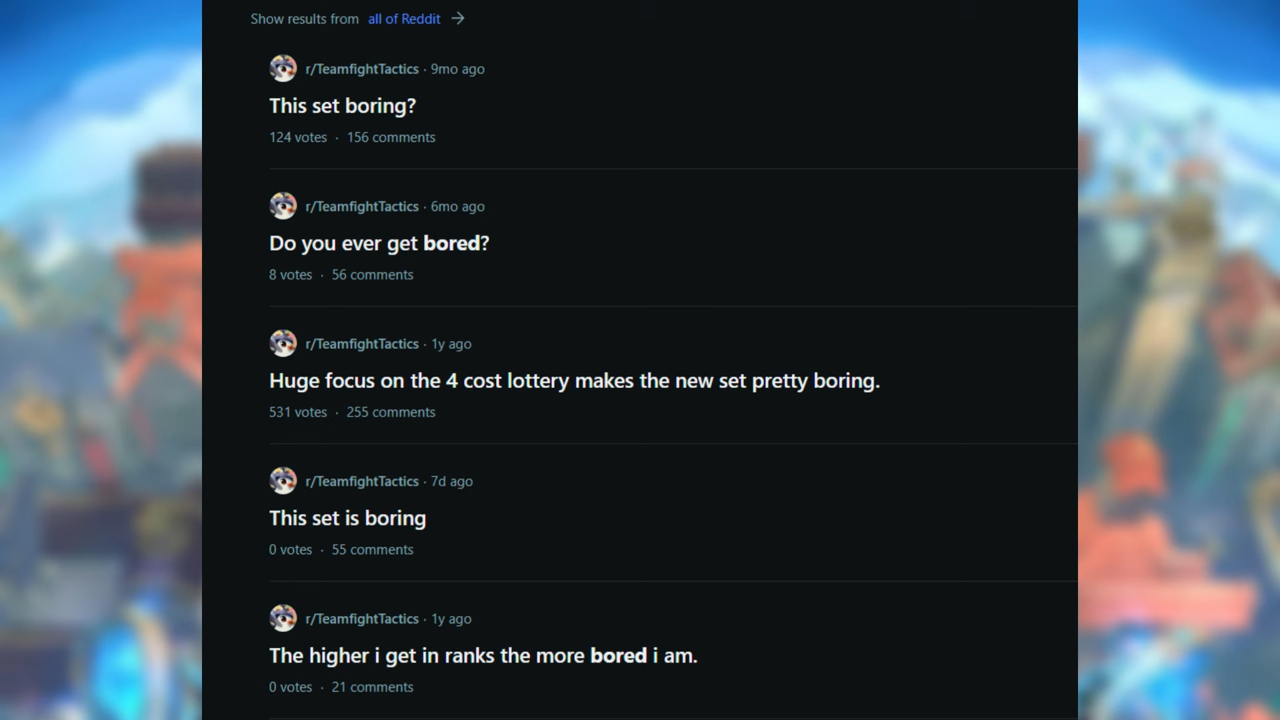 Show results from all of Reddit →
r/TeamfightTactics · 9mo ago
This set boring?
124 votes · 156 comments
r/TeamfightTactics · 6mo ago
Do you ever get bored?
8 votes · 56 comments
r/TeamfightTactics · 1y ago
Huge focus on the 4 cost lottery makes the new set pretty boring.
531 votes · 255 comments
r/TeamfightTactics · 7d ago
This set is boring
0 votes · 55 comments
r/TeamfightTactics · 1y ago
The higher i get in ranks the more bored i am.
0 votes · 21 comments